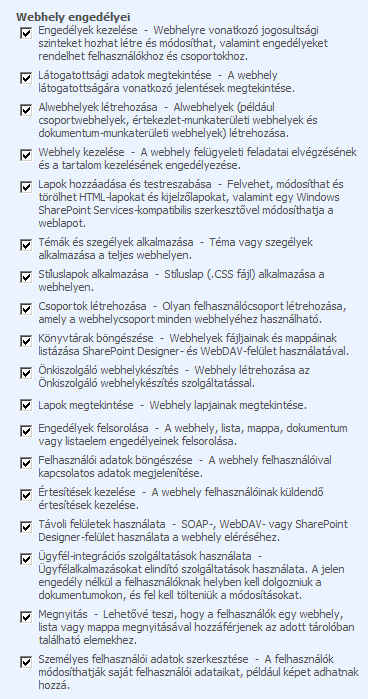 Webhely engedélyei
Engedélyek kezelése - Webhelyre vonatkozó jogosultsági
szinteket hozhat létre és módosíthat, valamint engedélyeket
rendelhet felhasználókhoz és csoportokhoz.
Látogatottsági adatok megtekintése - A webhely
látogatottságára vonatkozó jelentések megtekintése.
Alwebhelyek létrehozása - Alwebhelyek (például
csoportwebhelyek, értekezlet-munkaterületi webhelyek és
dokumentum-munkaterületi webhelyek) létrehozása.
Webhely kezelése - A webhely felügyeleti feladatai elvégzésének
és a tartalom kezelésének engedélyezése.
Lapok hozzáadása és testreszabása - Felvehet, módosíthat és
törölhet HTML-lapokat és kijelzőlapokat, valamint egy Windows
SharePoint Services-kompatibilis szerkesztővel módosíthatja a
weblapot.
Témák és szegélyek alkalmazása - Téma vagy szegélyek
alkalmazása a teljes webhelyen.
Stíluslapok alkalmazása - Stíluslap (.CSS fájl) alkalmazása a
webhelyen.
Csoportok létrehozása - Olyan felhasználócsoport létrehozása,
amely a webhelycsoport minden webhelyéhez használható.
Könyvtárak böngészése - Webhelyek fájljainak és mappáinak
listázása SharePoint Designer- és WebDAV-felület használatával.
Önkiszolgáló webhelykészítés - Webhely létrehozása az
Önkiszolgáló webhelykészítés szolgáltatással.
Lapok megtekintése - Webhely lapjainak megtekintése.
Engedélyek felsorolása - A webhely, lista, mappa, dokumentum
vagy listaelem engedélyeinek felsorolása.
Felhasználói adatok böngészése - A webhely felhasználóival
kapcsolatos adatok megjelenítése.
Értesítések kezelése - A webhely felhasználóinak küldendő
értesítések kezelése.
Távoli felületek használata - SOAP-, WebDAV- vagy SharePoint
Designer-felület használata a webhely eléréséhez.
Ügyfél-integrációs szolgáltatások használata -
Ügyfélalkalmazásokat elindító szolgáltatások használata. A jelen
engedély nélkül a felhasználóknak helyben kell dolgozniuk a
dokumentumokon, és fel kell tölteniük a módosításokat.
Megnyitás - Lehetővé teszi, hogy a felhasználók egy webhely,
lista vagy mappa megnyitásával hozzáférjenek az adott tárolóban
található elemekhez.
Személyes felhasználói adatok szerkesztése - A felhasználók
módosíthatják saját felhasználói adataikat, például képet adhatnak
hozzá.